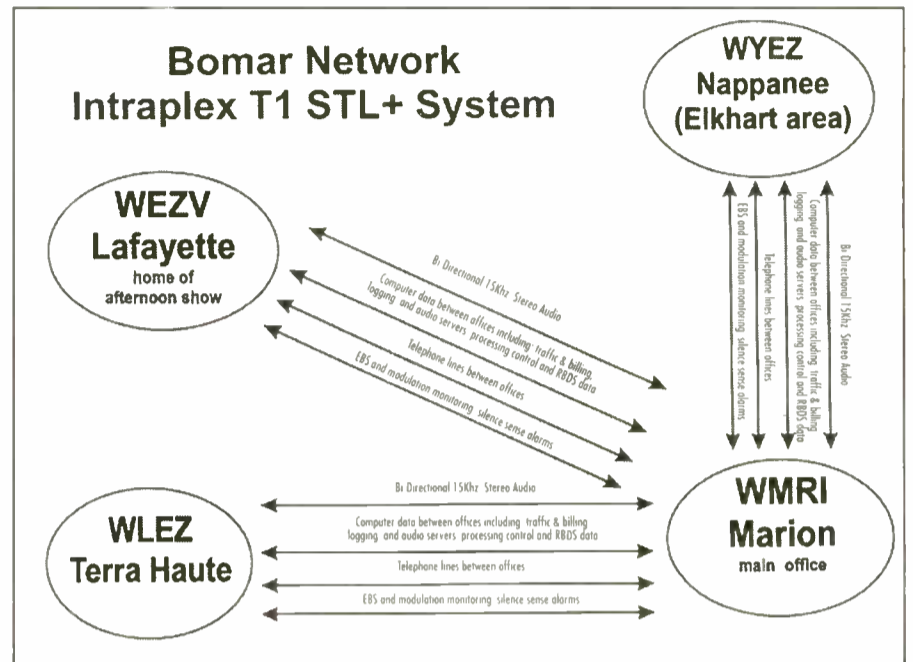 Bomar Network
Intraplex T1 STL+ System
WYEZ
Nappanee
(Elkhart area)
WEZV
Lafayette
home of
afternoon show
Bi Directional 15Khz Stereo Audio
Computer data between offices including traffic & billing,
logging and audio servers processing control and RBDS data
Telephone lines between offices
EBS and modulation monitoring silence sense alarms
EBS and modulation monitoring silence sense alarms
Telephone lines between offices
Computer data between offices including traffic & billing
logging and audio servers processing control and RBDS data
Bi Directional 15Khz Stereo Audio
WLEZ
Terra Haute
Bi Directional 15Khz Stereo Audio
Computer data between offices including traffic & billing
logging and audio servers processing control and RBDS data
Telephone lines between offices
EBS and modulation monitoring silence sense alarms
WMRI
Marion
main office